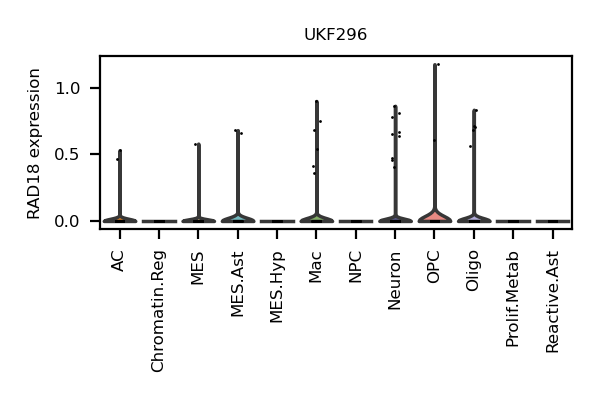 UKF296
RAD18 expression
1.0
0.5
0.0
AC
Chromatin.Reg
MES
MES.Ast
MES.Hyp
Mac
NPC
Neuron
OPC
Oligo
Prolif.Metab
Reactive.Ast